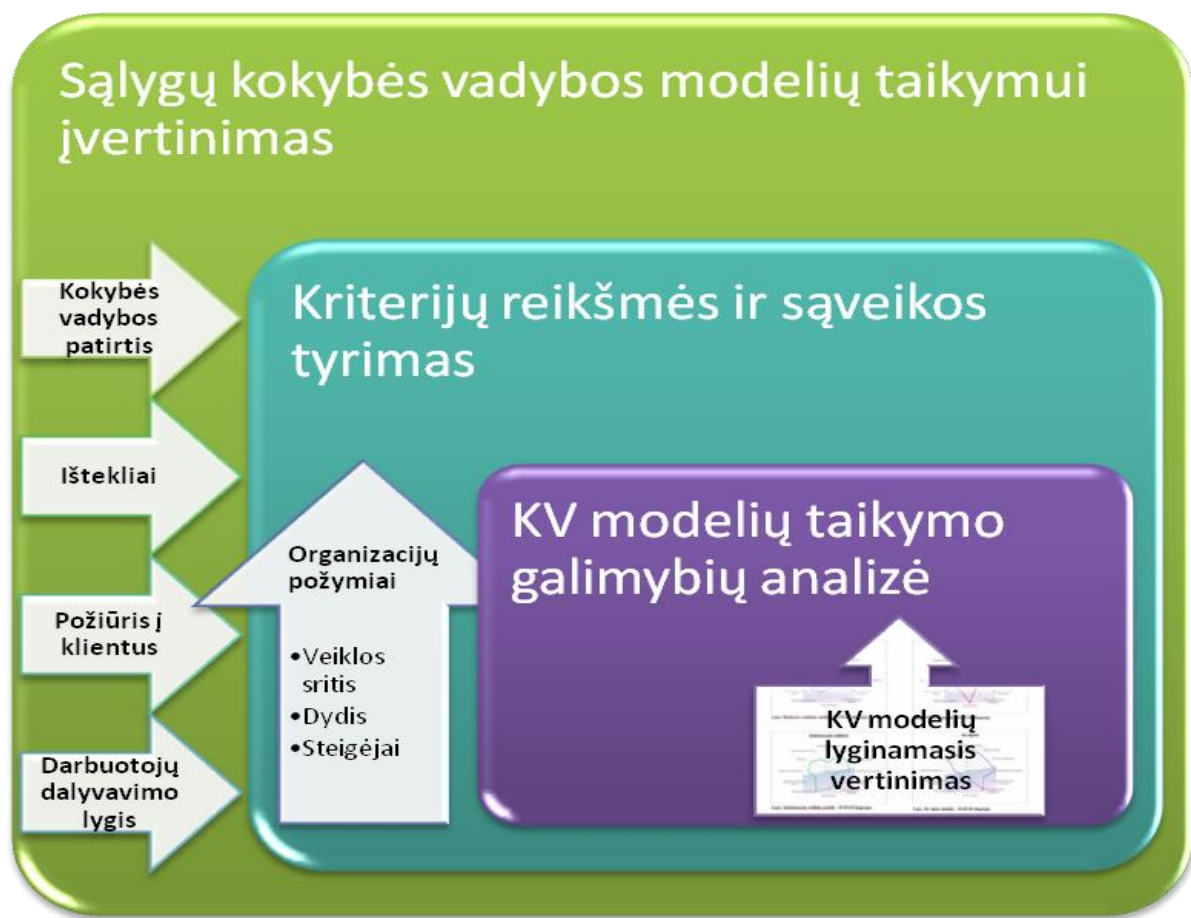 Sąlygų kokybės vadybos modelių taikymui
įvertinimas
Kokybės
vadybos
patirtis
Ištekliai
Požiūris į
klientus
Darbuotojų
dalyvavimo
lygis
Kriterijų reikšmės ir sąveikos
tyrimas
Organizacijų
požymiai
•Veiklos
sritis
•Dydis
•Steigėjai
KV modelių taikymo
galimybių analizė
KV modelių
lyginamasis
vertinimas